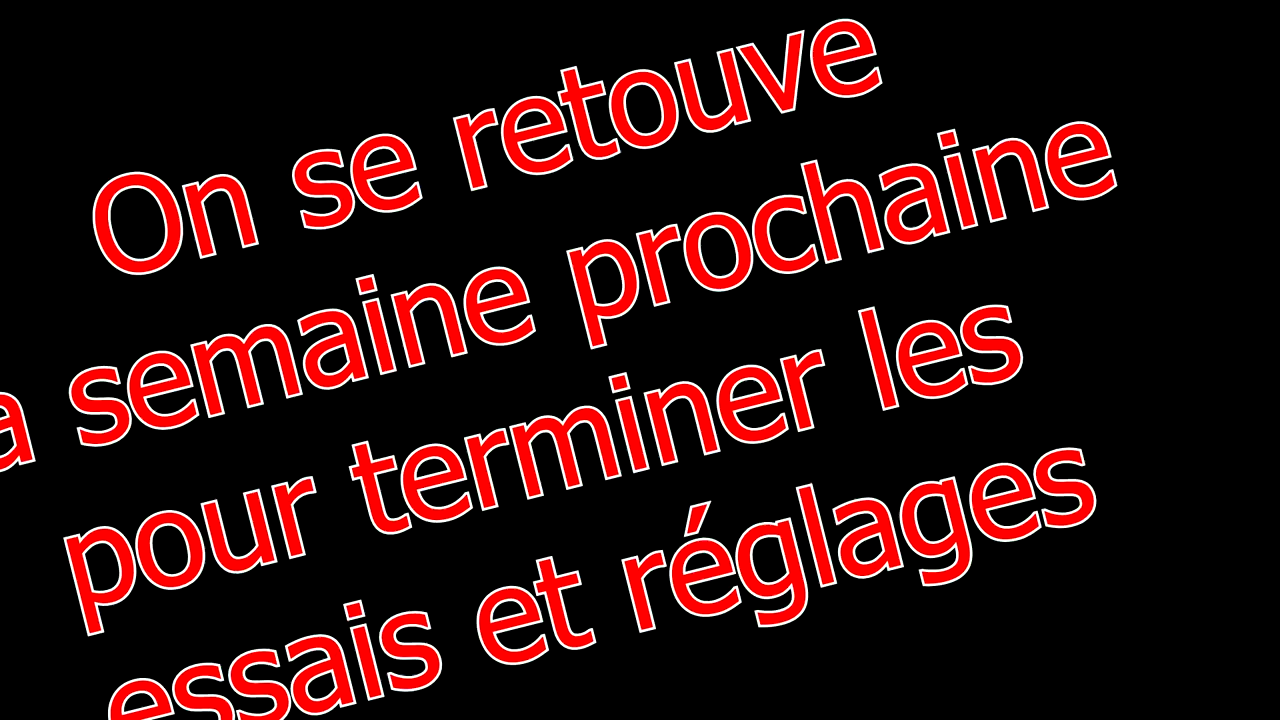 On se retouve
a semaine prochaine
pour terminer les
essais et réglages